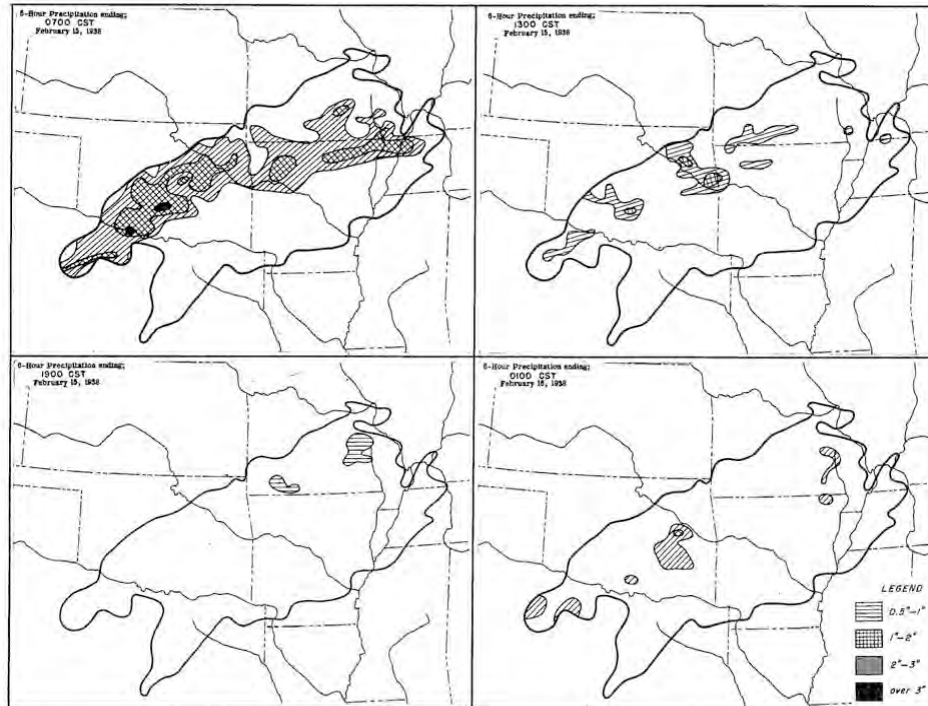 6-Hour Precipitation ending;
0700 CST
February 15, 1938
6-Hour Precipitation ending;
1300 CST
February 15, 1938
6-Hour Precipitation ending;
1900 CST
February 15, 1938
6-Hour Precipitation ending;
0100 CST
February 16, 1938
LEGEND
0.5"-1"
1"-2"
2"-3"
over 3"